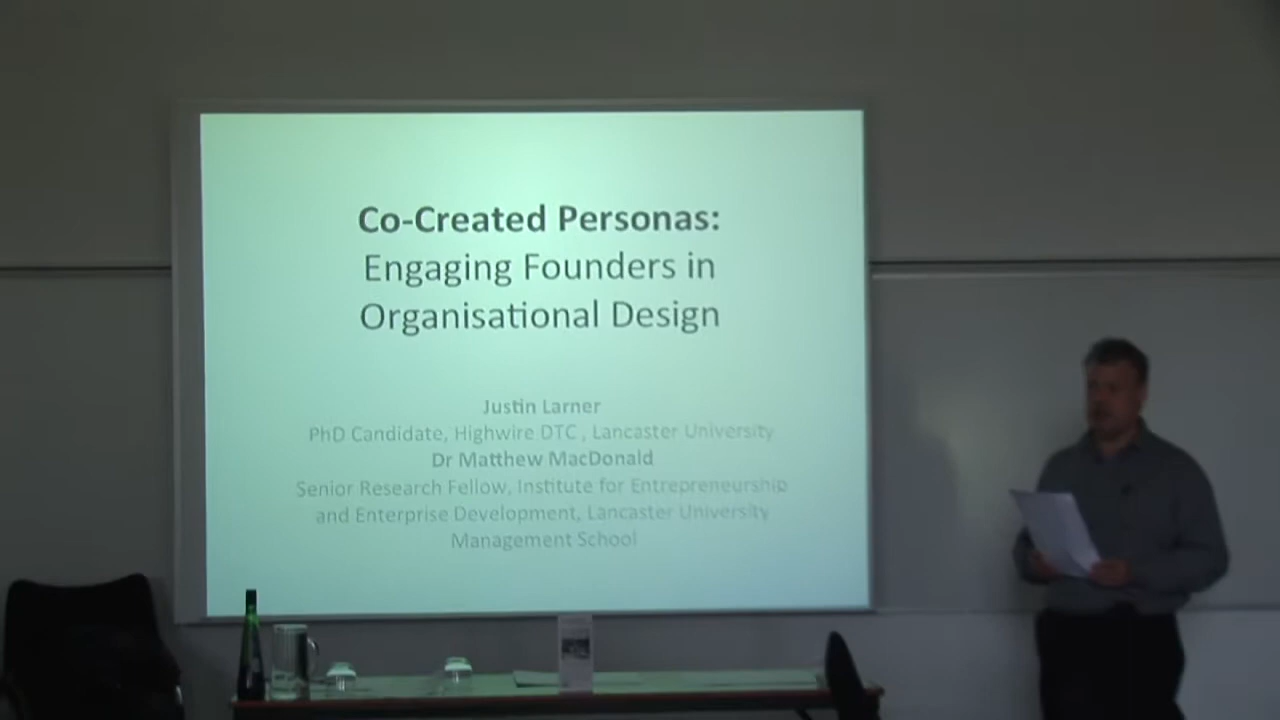 Co-Created Personas:
Engaging Founders in
Organisational Design
Justin Larner
PhD Candidate, Highwire DTC , Lancaster University
Dr Matthew MacDonald
Senior Research Fellow, Institute for Entrepreneurship
and Enterprise Development, Lancaster University
Management School